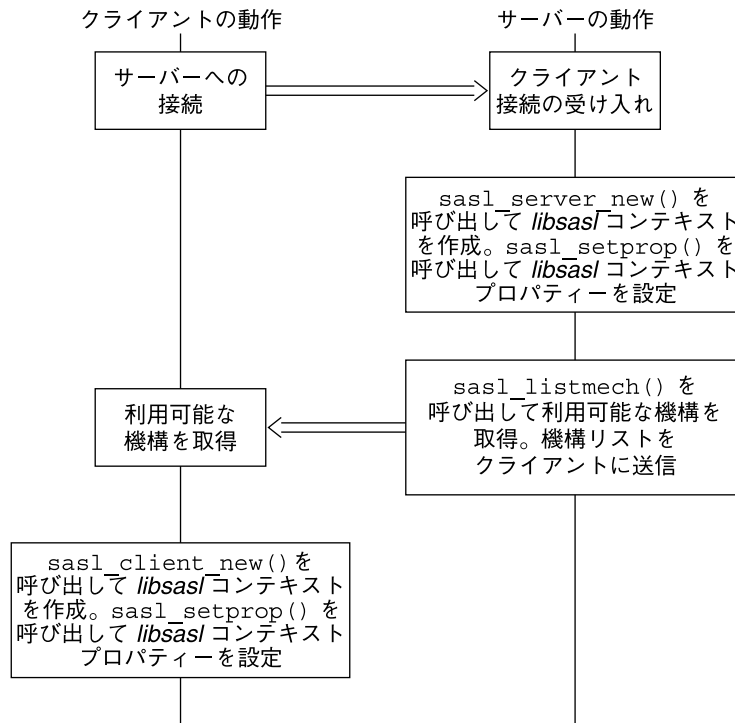 クライアントの動作
サーバーの動作
サーバーへの
接続
クライアント
接続の受け入れ
sasl_server_new() を
呼び出して libsasl コンテキスト
を作成。sasl_setprop() を
呼び出して libsasl コンテキスト
プロパティーを設定
sasl_listmech() を
呼び出して利用可能な機構を
取得。機構リストを
クライアントに送信
利用可能な
機構を取得
sasl_client_new() を
呼び出して libsasl コンテキスト
を作成。sasl_setprop() を
呼び出して libsasl コンテキスト
プロパティーを設定